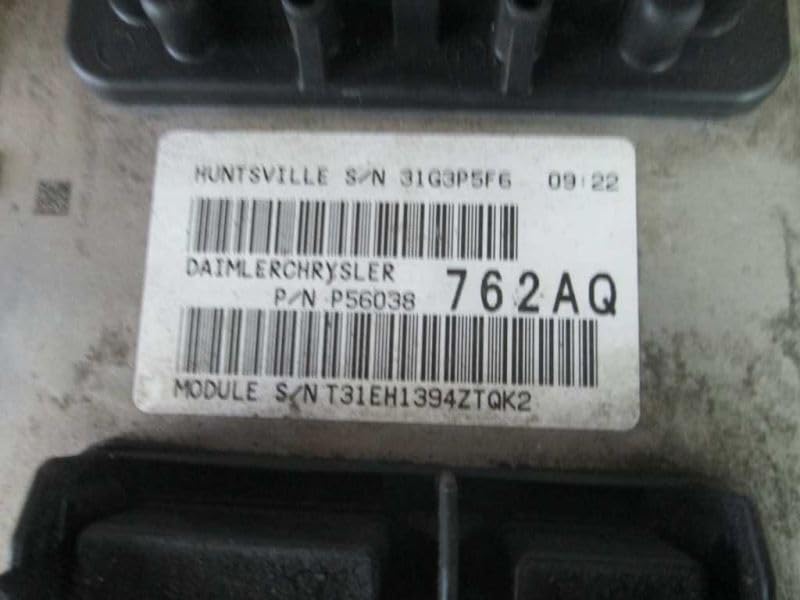 HUNTSVILLE S/N 31G3P5F6 09:22
DAIMLERCHRYSLER
P/N P56038 762AQ
MODULE S/N T31EH1394ZTQK2